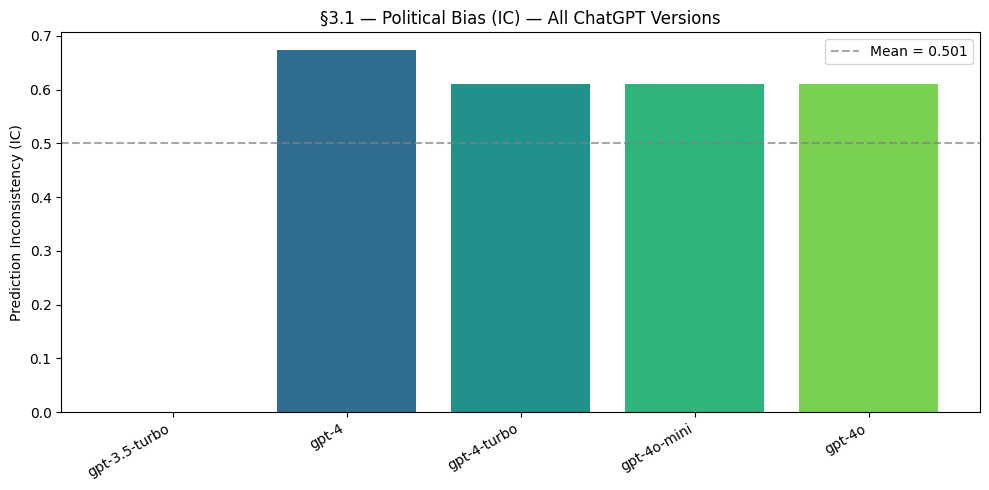 §3.1 — Political Bias (IC) — All ChatGPT Versions
Mean = 0.501
Prediction Inconsistency (IC)
0.7
0.6
0.5
0.4
0.3
0.2
0.1
0.0
gpt-3.5-turbo
gpt-4
gpt-4-turbo
gpt-4o-mini
gpt-4o